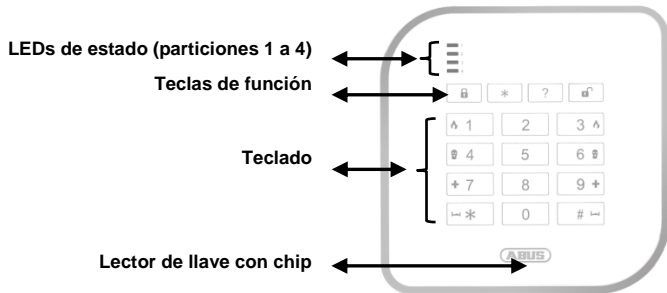 LEDs de estado (particiones 1 a 4)
Teclas de función
* ?
Teclado
1 2 3
4 5 6
+ 7 8 9 +
* 0 #
Lector de llave con chip
ABUS